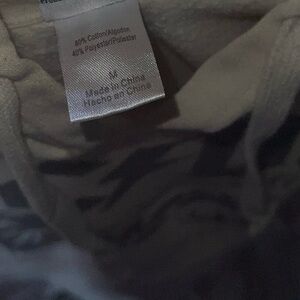 60% Cotton/Algodon
40% Polyester/Poliester
M
Made in China
Hecho en China